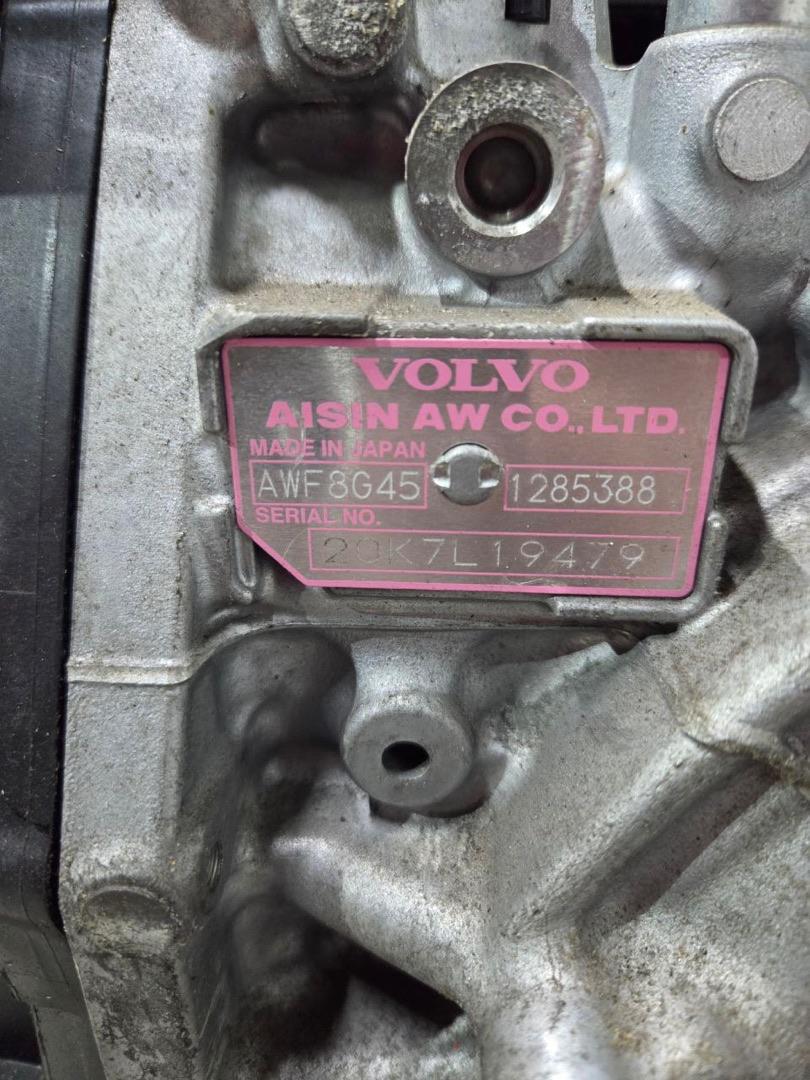 VOLVO
AISIN AW CO., LTD.
MADE IN JAPAN
AWF8G45 1285388
SERIAL NO.
20K7L19479